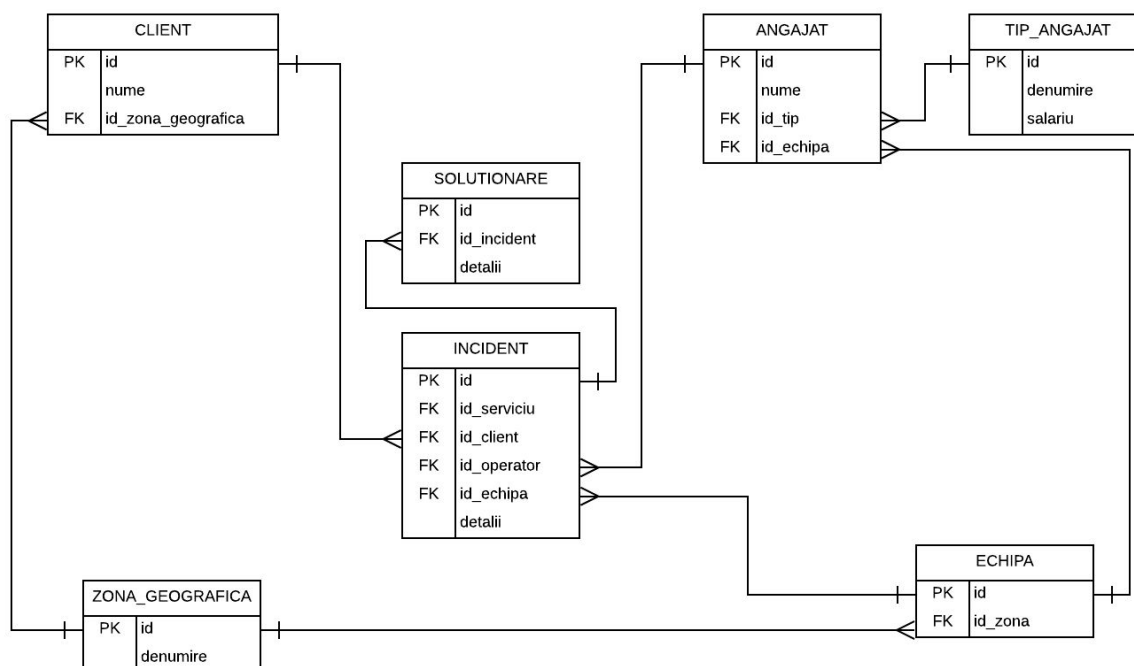 CLIENT
PK id
nume
FK id_zona_geografica
ANGAJAT
PK id
nume
FK id_tip
FK id_echipa
TIP_ANGAJAT
PK id
denumire
salariu
SOLUTIONARE
PK id
FK id_incident
detalii
INCIDENT
PK id
FK id_serviciu
FK id_client
FK id_operator
FK id_echipa
detalii
ECHIPA
PK id
FK id_zona
ZONA_GEOGRAFICA
PK id
denumire